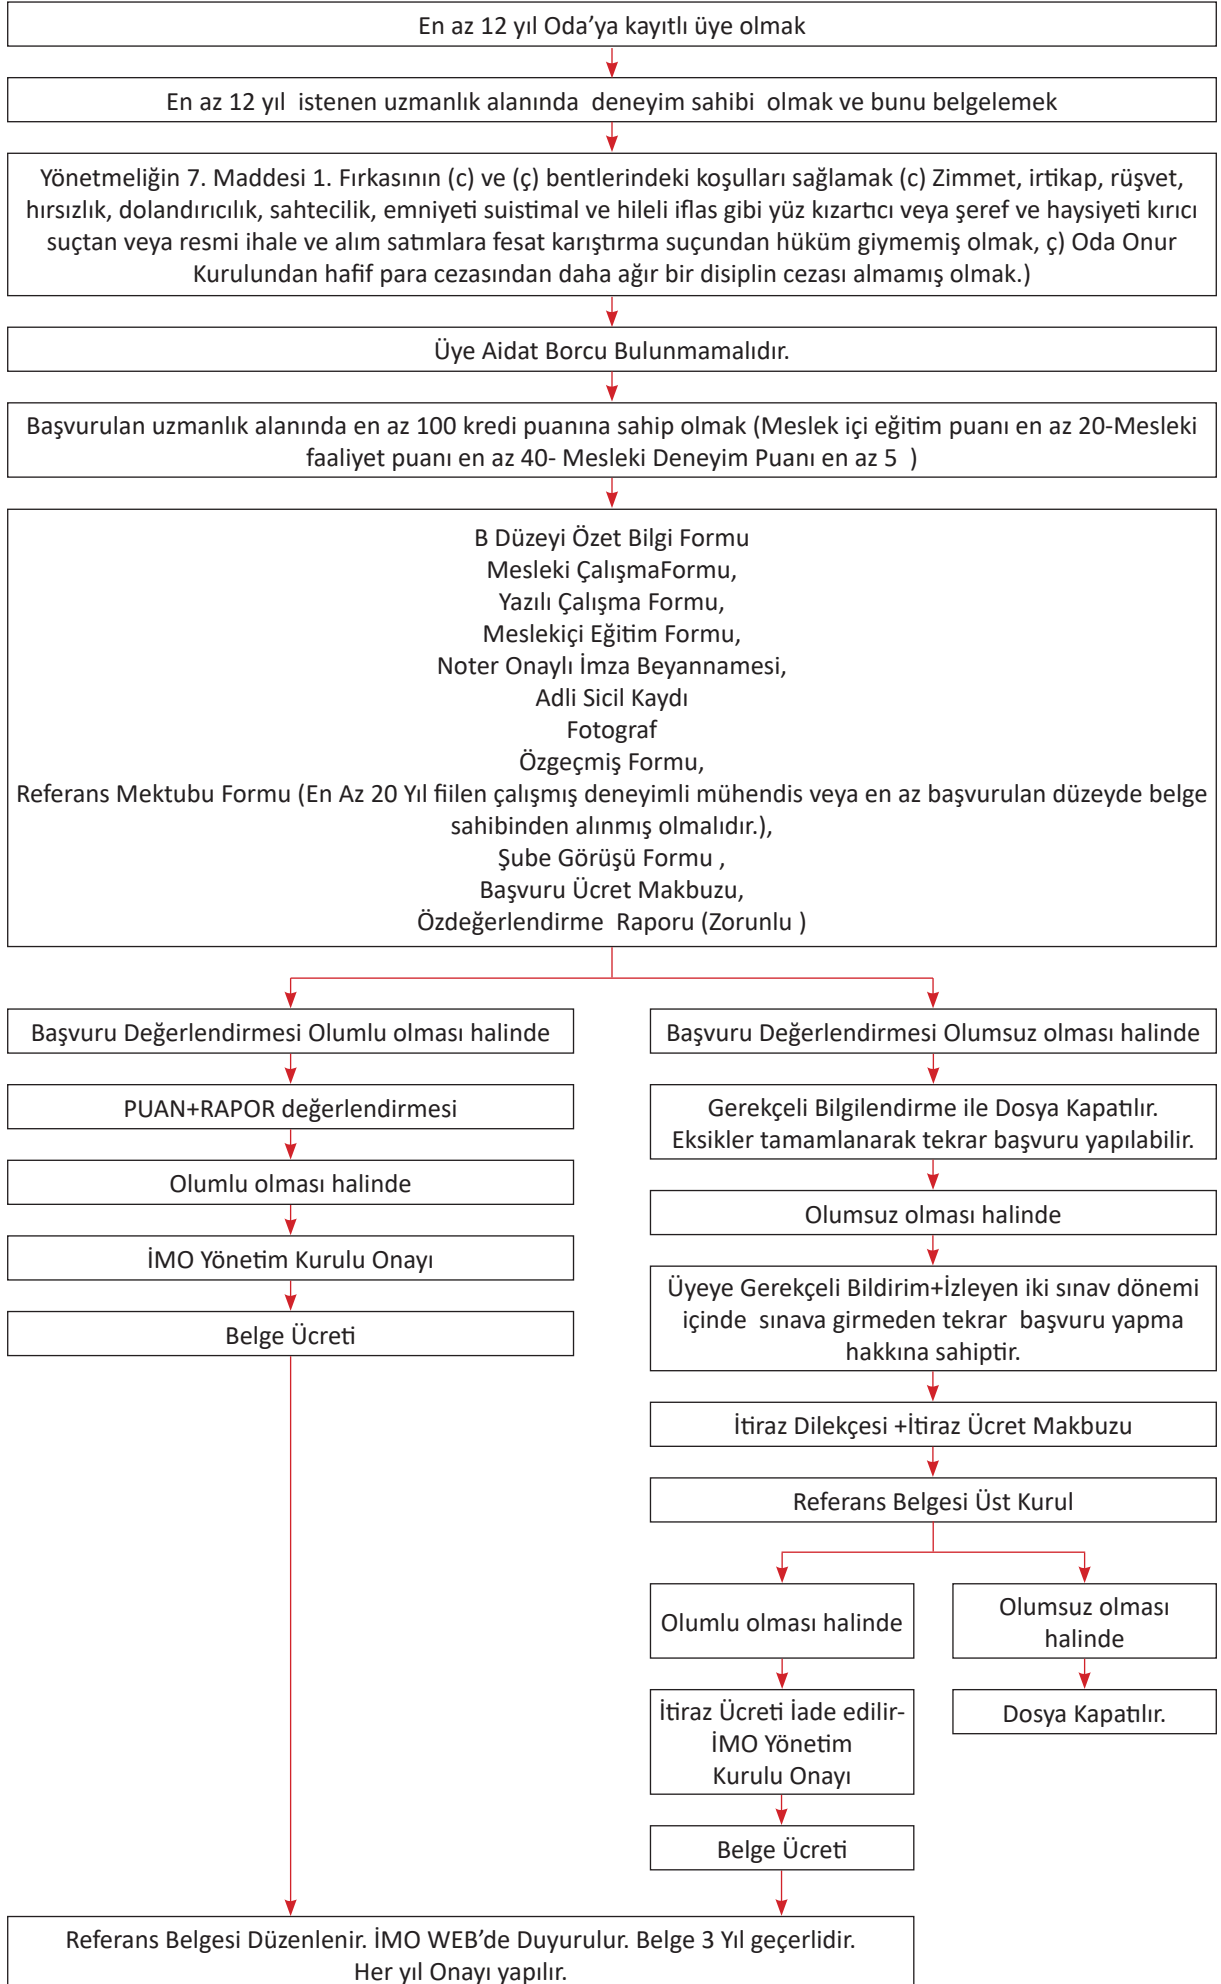 En az 12 yıl Oda’ya kayıtlı üye olmak
En az 12 yıl  istenen uzmanlık alanında  deneyim sahibi  olmak ve bunu belgelemek
Yönetmeliğin 7. Maddesi 1. Fırkasının (c) ve (ç) bentlerindeki koşulları sağlamak (c) Zimmet, irtikap, rüşvet,
hırsızlık, dolandırıcılık, sahtecilik, emniyeti suistimal ve hileli iflas gibi yüz kızartıcı veya şeref ve haysiyeti kırıcı
suçtan veya resmi ihale ve alım satımlara fesat karıştırma suçundan hüküm giymemiş olmak, ç) Oda Onur
Kurulundan hafif para cezasından daha ağır bir disiplin cezası almamış olmak.)
Üye Aidat Borcu Bulunmamalıdır.
Başvurulan uzmanlık alanında en az 100 kredi puanına sahip olmak (Meslek içi eğitim puanı en az 20-Mesleki
faaliyet puanı en az 40- Mesleki Deneyim Puanı en az 5  )
B Düzeyi Özet Bilgi Formu
Mesleki ÇalışmaFormu,
Yazılı Çalışma Formu,
Meslekiçi Eğitim Formu,
Noter Onaylı İmza Beyannamesi,
Adli Sicil Kaydı
Fotograf
Özgeçmiş Formu,
Referans Mektubu Formu (En Az 20 Yıl fiilen çalışmış deneyimli mühendis veya en az başvurulan düzeyde belge
sahibinden alınmış olmalıdır.),
Şube Görüşü Formu ,
Başvuru Ücret Makbuzu,
Özdeğerlendirme  Raporu (Zorunlu )
Başvuru Değerlendirmesi Olumlu olması halinde
PUAN+RAPOR değerlendirmesi
Olumlu olması halinde
İMO Yönetim Kurulu Onayı
Belge Ücreti
Başvuru Değerlendirmesi Olumsuz olması halinde
Gerekçeli Bilgilendirme ile Dosya Kapatılır.
Eksikler tamamlanarak tekrar başvuru yapılabilir.
Olumsuz olması halinde
Üyeye Gerekçeli Bildirim+İzleyen iki sınav dönemi
içinde  sınava girmeden tekrar  başvuru yapma
hakkına sahiptir.
İtiraz Dilekçesi +İtiraz Ücret Makbuzu
Referans Belgesi Üst Kurul
Olumlu olması halinde
İtiraz Ücreti İade edilir-
İMO Yönetim
Kurulu Onayı
Belge Ücreti
Olumsuz olması
halinde
Dosya Kapatılır.
Referans Belgesi Düzenlenir. İMO WEB’de Duyurulur. Belge 3 Yıl geçerlidir.
Her yıl Onayı yapılır.